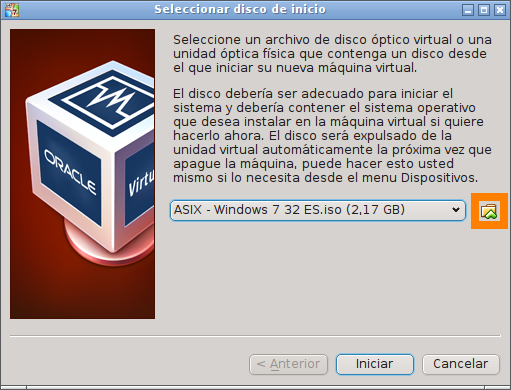 Seleccionar disco de inicio
Seleccione un archivo de disco óptico virtual o una
unidad óptica física que contenga un disco desde
el que iniciar su nueva máquina virtual.
El disco debería ser adecuado para iniciar el
sistema y debería contener el sistema operativo
que desea instalar en la máquina virtual si quiere
hacerlo ahora. El disco será expulsado de la
unidad virtual automáticamente la próxima vez que
apague la máquina, puede hacer esto usted
mismo si lo necesita desde el menu Dispositivos.
ORACLE
Virtu
ASIX - Windows 7 32 ES.iso (2,17 GB)
< Anterior
Iniciar
Cancelar